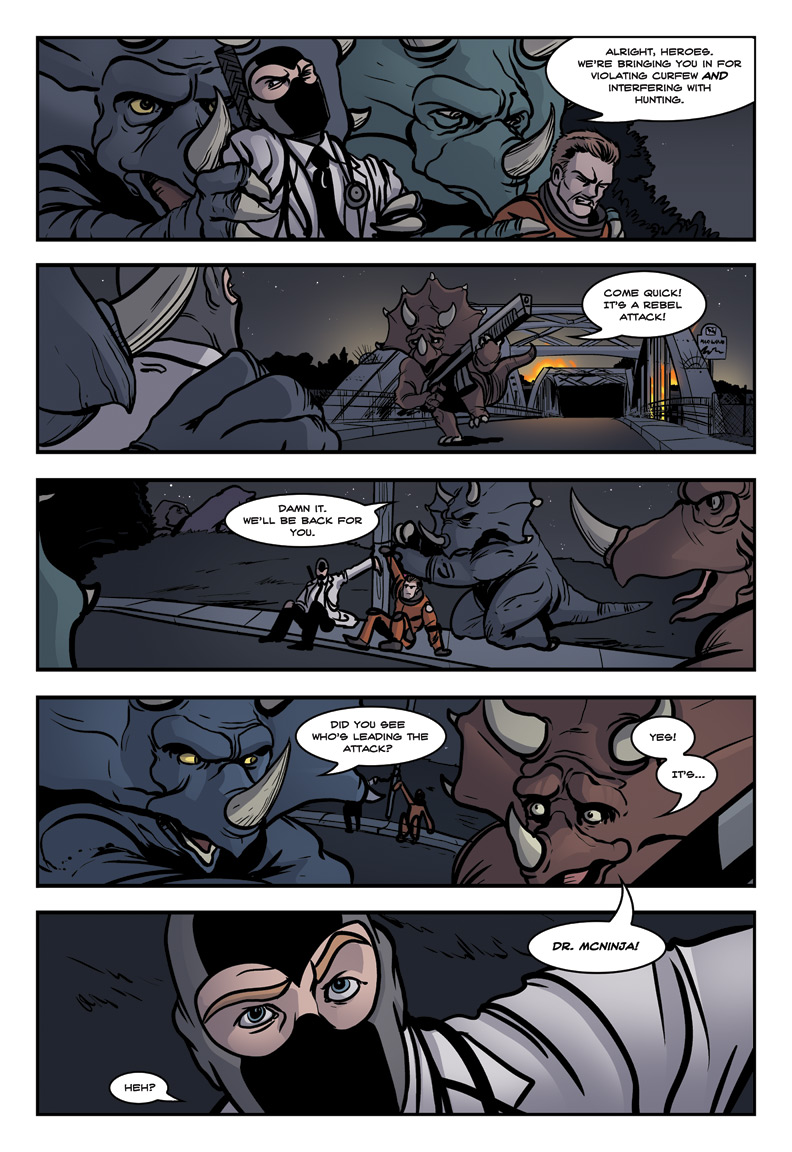 ALRIGHT, HEROES.
WE'RE BRINGING YOU IN FOR
VIOLATING CURFEW AND
INTERFERING WITH
HUNTING.
COME QUICK!
IT'S A REBEL
ATTACK!
DAMN IT.
WE'LL BE BACK FOR
YOU.
DID YOU SEE
WHO'S LEADING THE
ATTACK?
YES!
IT'S...
DR. MCNINJA!
HEH?